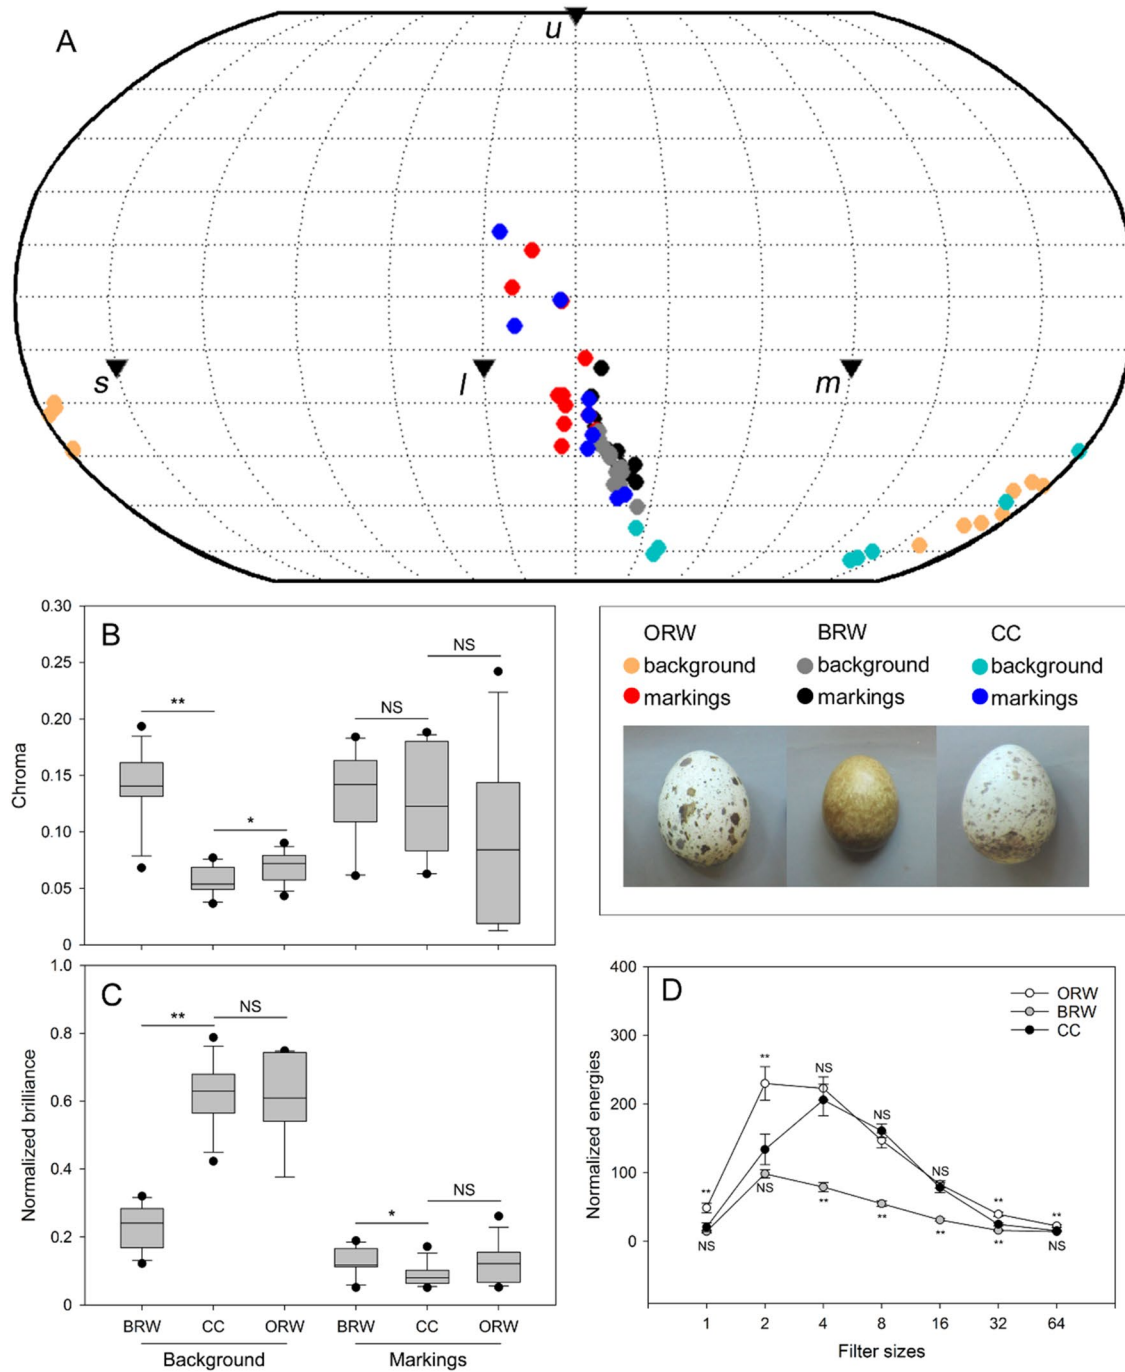 A
u
s
l
m
B
Chroma
0.30
0.25
0.20
0.15
0.10
0.05
0
**
*
NS
NS
ORW
BRW
CC
background
background
background
markings
markings
markings
C
Normalized brilliance
1.0
0.8
0.6
0.4
0.2
0
**
NS
*
NS
BRW
CC
ORW
BRW
CC
ORW
Background
Markings
D
ORW
BRW
CC
Normalized energies
400
300
200
100
0
**
NS
**
NS
NS
**
NS
**
NS
**
**
**
**
NS
1
2
4
8
16
32
64
Filter sizes